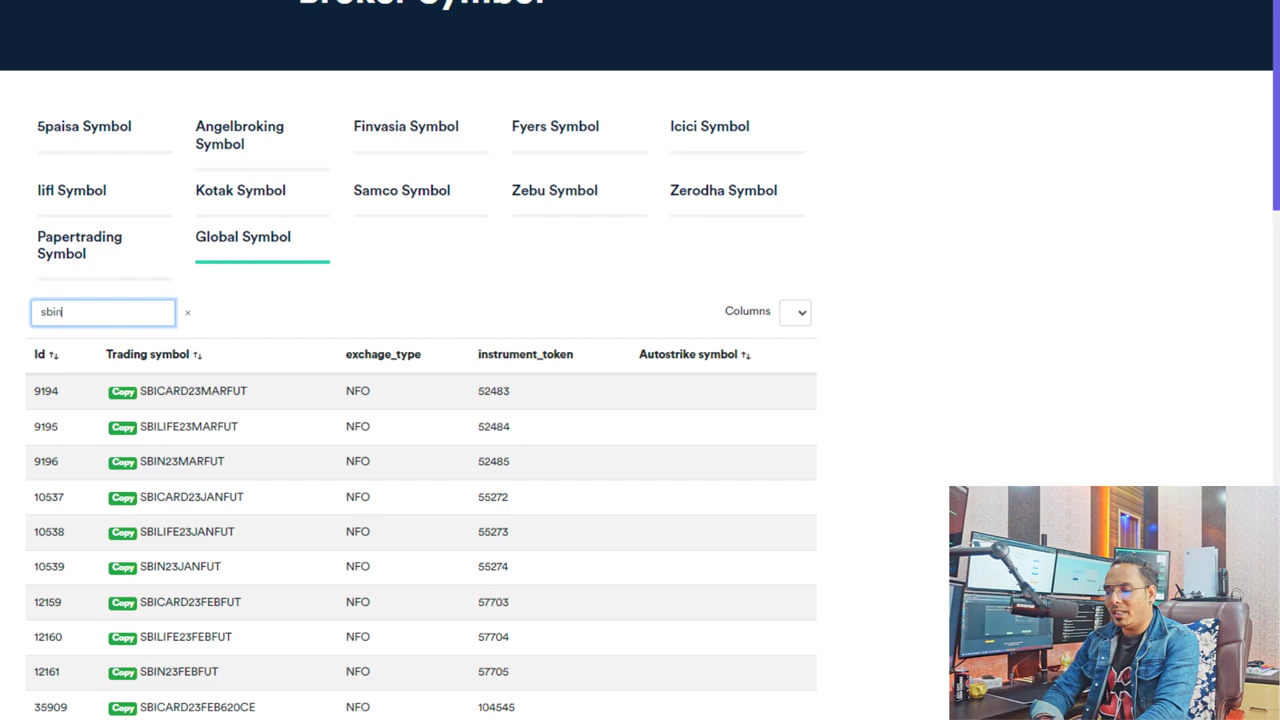 Broker Symbol
5paisa Symbol
Angelbroking
Symbol
Finvasia Symbol
Fyers Symbol
Icici Symbol
Iifl Symbol
Kotak Symbol
Samco Symbol
Zebu Symbol
Zerodha Symbol
Papertrading
Symbol
Global Symbol
sbin ×
Columns
Id Trading symbol exchage_type instrument_token Autostrike symbol
9194 Copy SBICARD23MARFUT NFO 52483
9195 Copy SBILIFE23MARFUT NFO 52484
9196 Copy SBIN23MARFUT NFO 52485
10537 Copy SBICARD23JANFUT NFO 55272
10538 Copy SBILIFE23JANFUT NFO 55273
10539 Copy SBIN23JANFUT NFO 55274
12159 Copy SBICARD23FEBFUT NFO 57703
12160 Copy SBILIFE23FEBFUT NFO 57704
12161 Copy SBIN23FEBFUT NFO 57705
35909 Copy SBICARD23FEB620CE NFO 104545